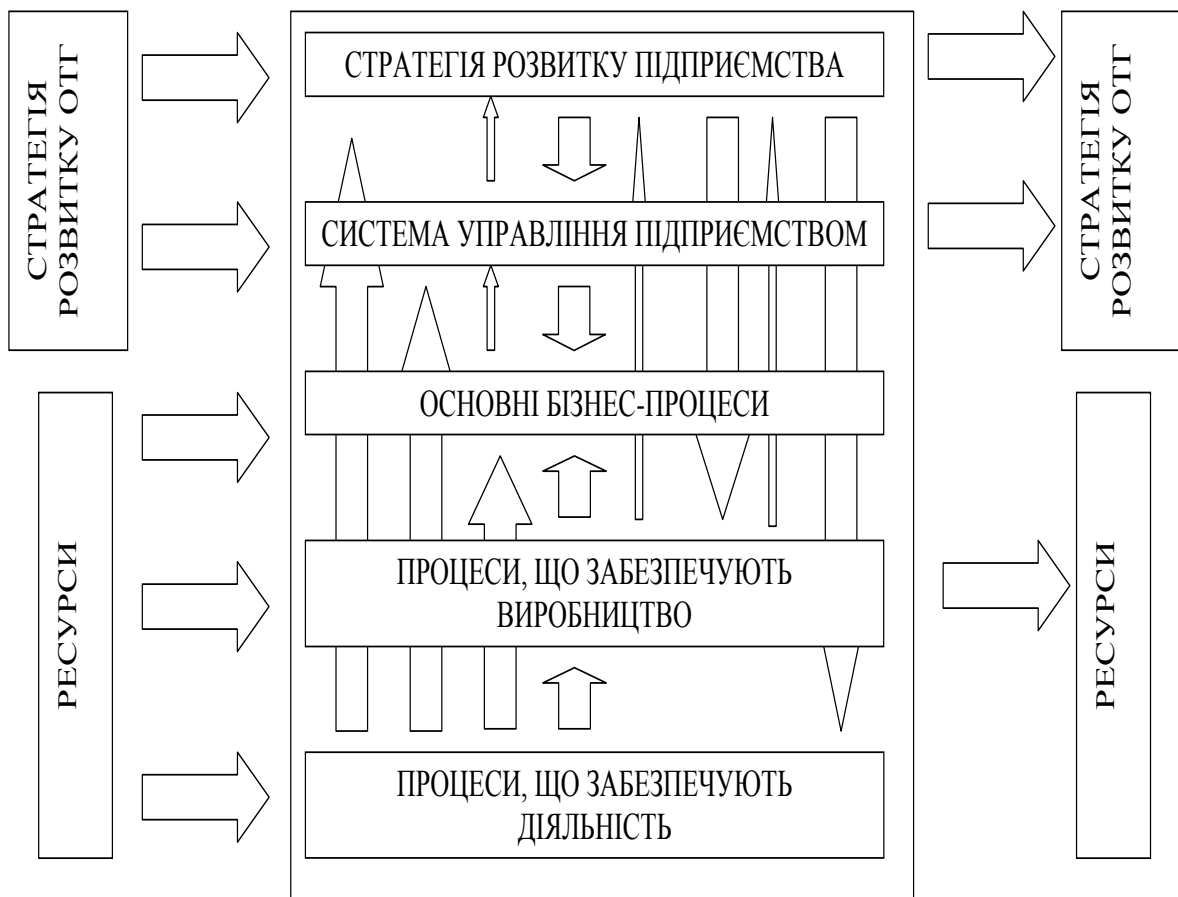 СТРАТЕГІЯ
РОЗВИТКУ ОТГ
РЕСУРСИ
СТРАТЕГІЯ РОЗВИТКУ ПІДПРИЄМСТВА
СИСТЕМА УПРАВЛІННЯ ПІДПРИЄМСТВОМ
ОСНОВНІ БІЗНЕС-ПРОЦЕСИ
ПРОЦЕСИ, ЩО ЗАБЕЗПЕЧУЮТЬ
ВИРОБНИЦТВО
ПРОЦЕСИ, ЩО ЗАБЕЗПЕЧУЮТЬ
ДІЯЛЬНІСТЬ
СТРАТЕГІЯ
РОЗВИТКУ ОТГ
РЕСУРСИ